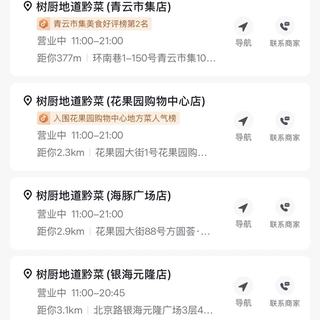 树厨地道黔菜 (青云市集店)
青云市集美食好评榜第2名
营业中 11:00-21:00
距你377m 环南巷1-150号青云市集10...
导航
联系商家
树厨地道黔菜 (花果园购物中心店)
入围花果园购物中心地方菜人气榜
营业中 11:00-21:00
距你2.3km 花果园大街1号花果园购...
导航
联系商家
树厨地道黔菜 (海豚广场店)
营业中 11:00-21:00
距你2.9km 花果园大街88号方圆荟·...
导航
联系商家
树厨地道黔菜 (银海元隆店)
营业中 11:00-20:45
距你3.1km 北京路银海元隆广场3层4...
导航
联系商家